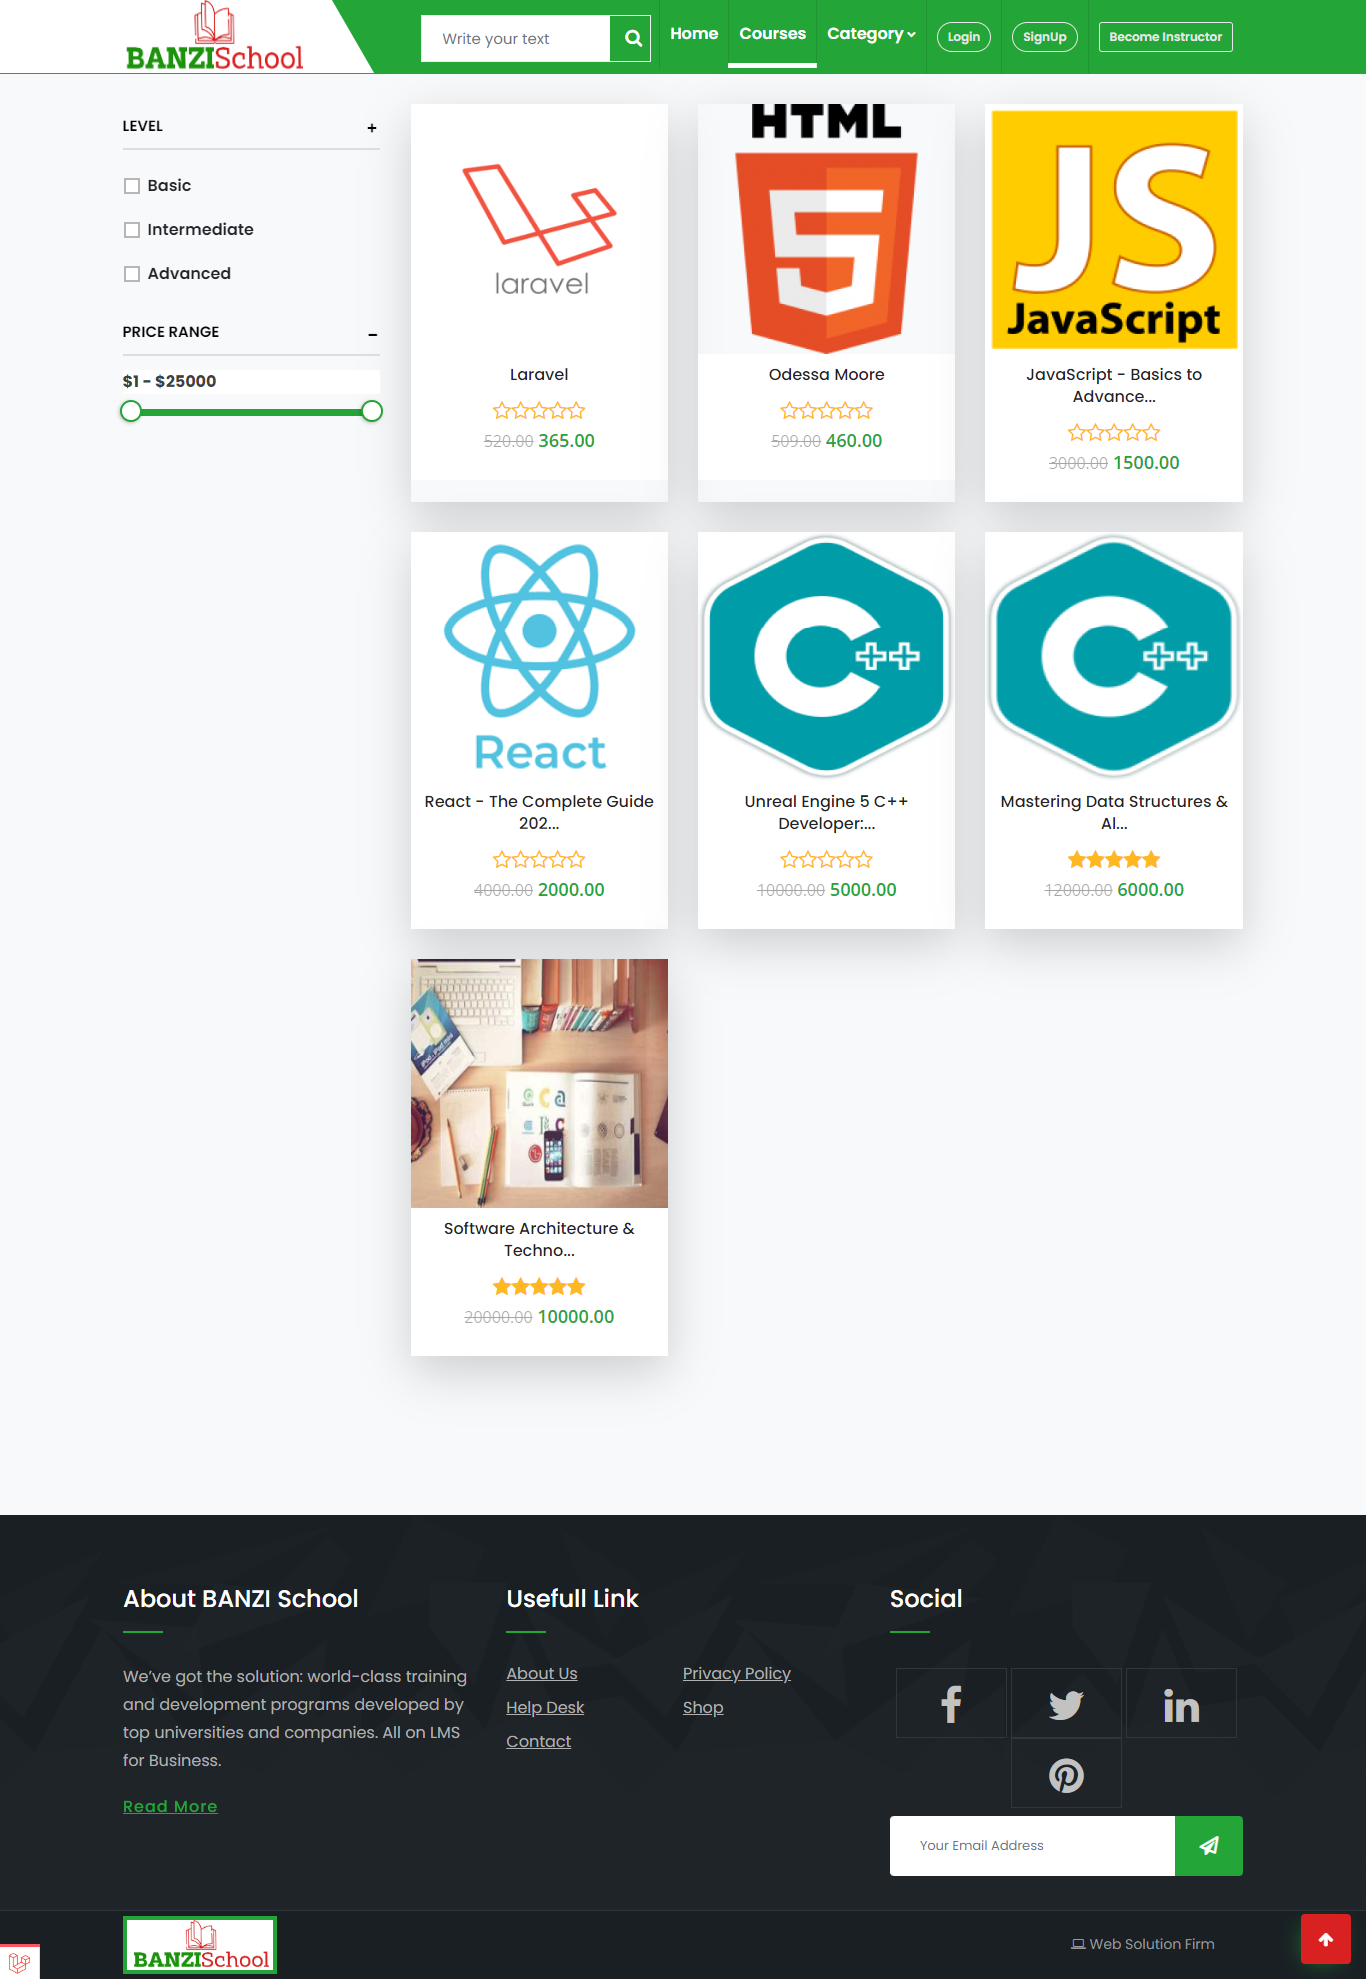 BANZISchool
Write your text
Home
Courses
Category
Login
SignUp
Become Instructor
LEVEL
+
Basic
Intermediate
Advanced
PRICE RANGE
–
$1 - $25000
laravel
Laravel
520.00 365.00
HTML
5
Odessa Moore
509.00 460.00
JS
JavaScript
JavaScript - Basics to
Advance...
3000.00 1500.00
React
React - The Complete Guide
202...
4000.00 2000.00
C++
Unreal Engine 5 C++
Developer:...
10000.00 5000.00
C++
Mastering Data Structures &
Al...
12000.00 6000.00
Software Architecture &
Techno...
20000.00 10000.00
About BANZI School
We've got the solution: world-class training
and development programs developed by
top universities and companies. All on LMS
for Business.
Read More
Usefull Link
About Us
Privacy Policy
Help Desk
Shop
Contact
Social
Your Email Address
BANZISchool
Web Solution Firm